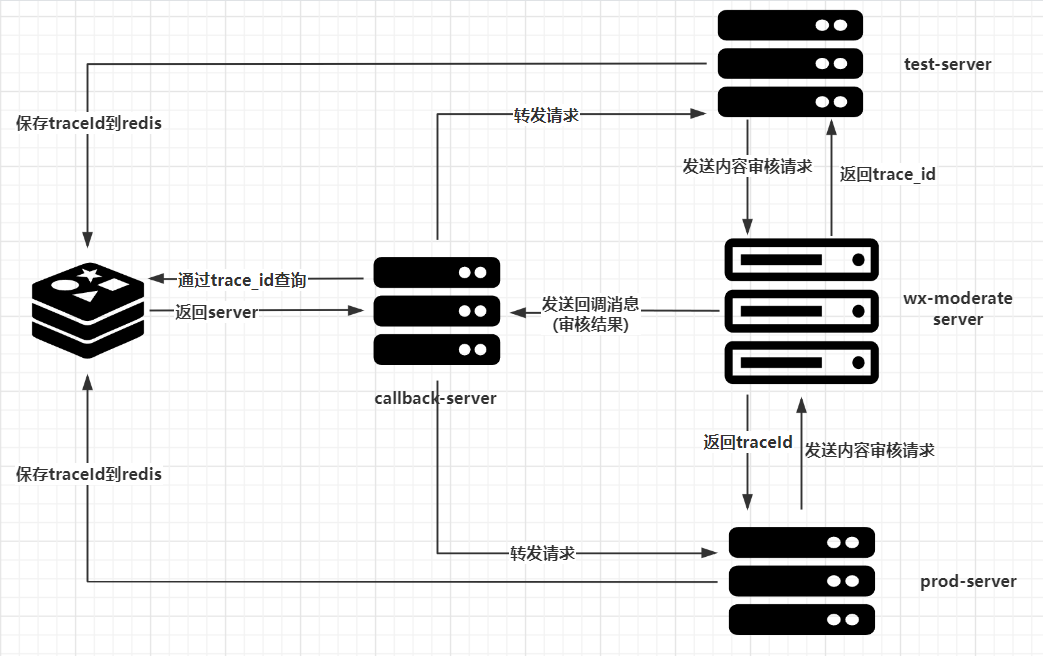 test-server
保存traceId到redis
转发请求
发送内容审核请求
返回trace_id
通过trace_id查询
返回server
发送回调消息
(审核结果)
wx-moderate
server
callback-server
返回traceId
发送内容审核请求
保存traceId到redis
转发请求
prod-server